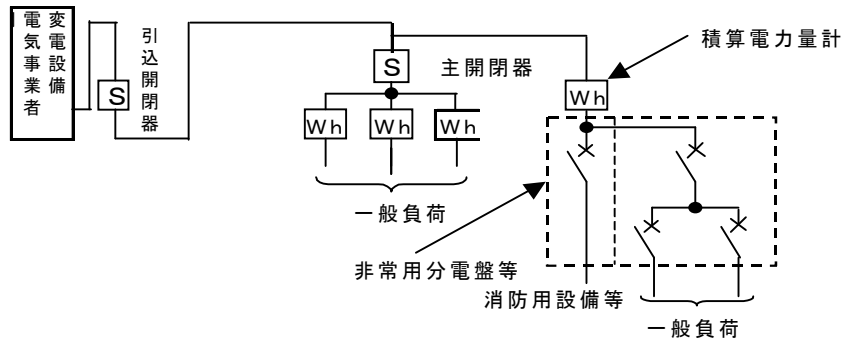 電気事業者
変電設備
引込開閉器
S
S
主開閉器
積算電力量計
Wh
Wh
Wh
Wh
一般負荷
非常用分電盤等
消防用設備等
一般負荷